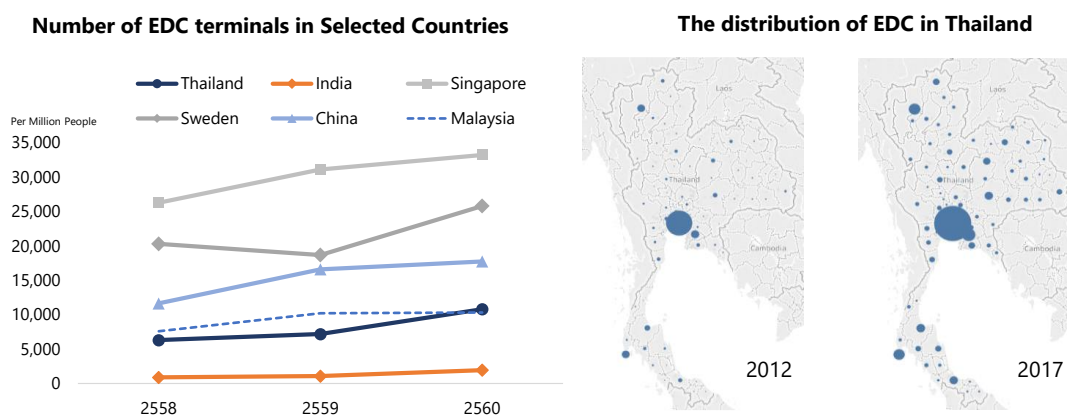 Number of EDC terminals in Selected Countries
Thailand India Singapore
Sweden China Malaysia
Per Million People
35,000
30,000
25,000
20,000
15,000
10,000
5,000
0
2558 2559 2560
The distribution of EDC in Thailand
Laos
Thailand
Cambodia
2012
Laos
Thailand
Cambodia
2017